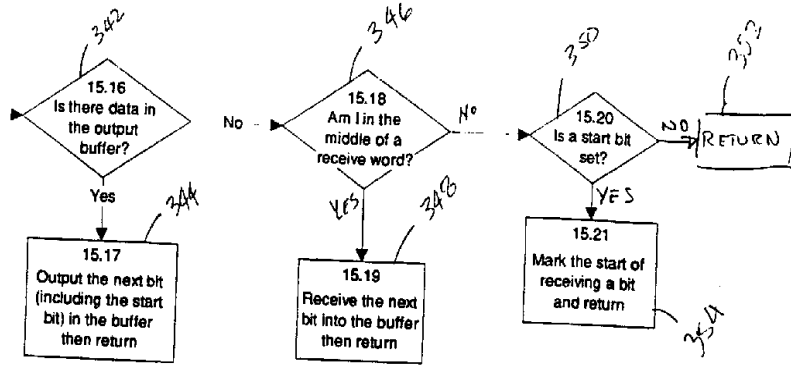 342
346
350
352
15.16
Is there data in
the output
buffer?
No
15.18
Am I in the
middle of a
receive word?
No
15.20
Is a start bit
set?
NO
RETURN
Yes
344
YES
348
YES
15.17
Output the next bit
(including the start
bit) in the buffer
then return
15.19
Receive the next
bit into the buffer
then return
15.21
Mark the start of
receiving a bit
and return
354